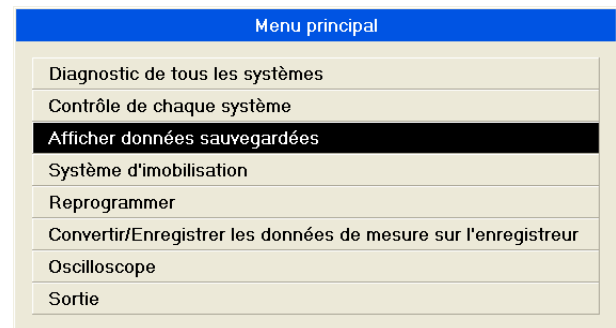 Menu principal
Diagnostic de tous les systèmes
Contrôle de chaque système
Afficher données sauvegardées
Système d'imobilisation
Reprogrammer
Convertir/Enregistrer les données de mesure sur l'enregistreur
Oscilloscope
Sortie